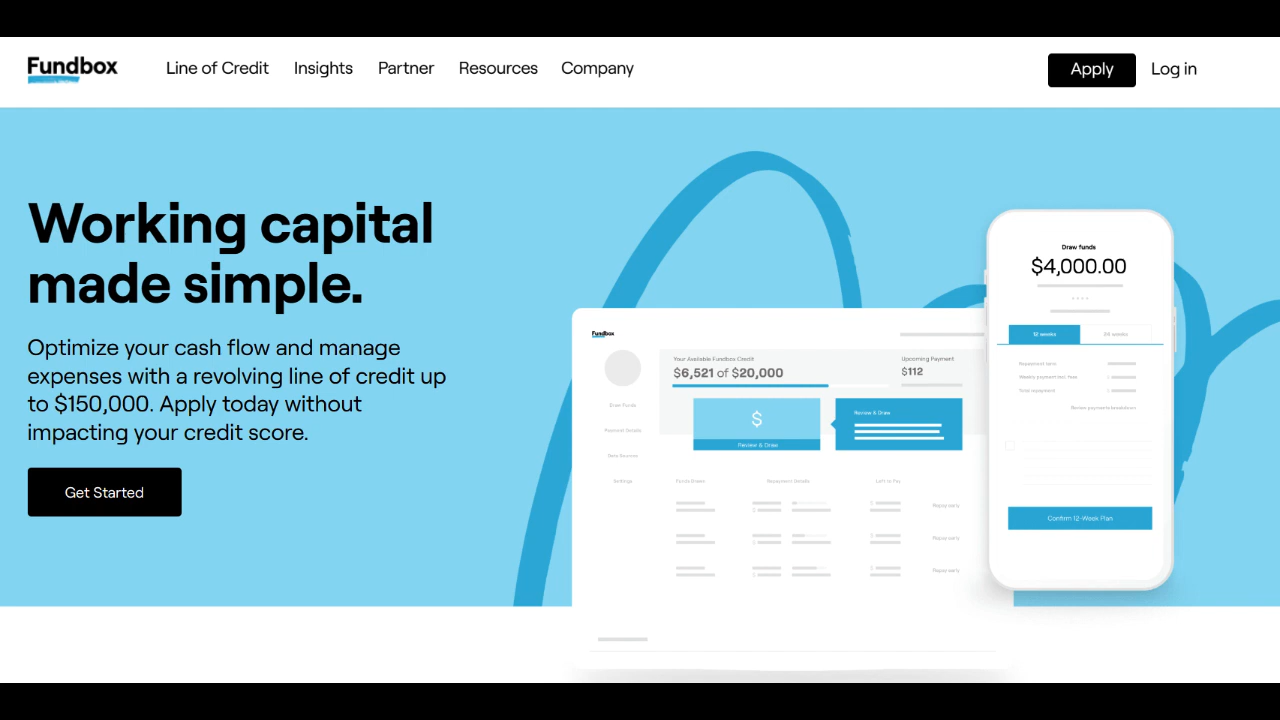 Fundbox
Line of Credit Insights Partner Resources Company
Apply Log in
Working capital
made simple.
Optimize your cash flow and manage
expenses with a revolving line of credit up
to $150,000. Apply today without
impacting your credit score.
Get Started
Fundbox
Your Available Fundbox Credit
$6,521 of $20,000
Upcoming Payment
$112
Draw Funds
Payment Details
Data Sources
Settings
$
Review & Draw
Review & Draw
Funds Drawn Repayment Details Left to Pay
$ $ Repay early
$ $ Repay early
$ $ Repay early
Draw funds
$4,000.00
12 weeks 24 weeks
Weekly payment incl. fees
Total repayment
Review payments breakdown
Confirm 12-Week Plan